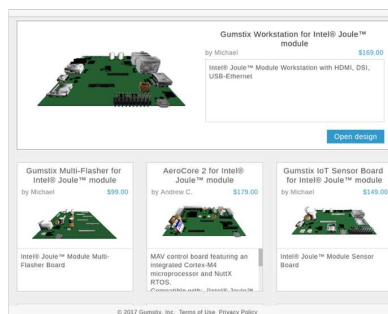 Gumstix Workstation for Intel® Joule™
module
by Michael $169.00
Intel® Joule™ Module Workstation with HDMI, DSI,
USB-Ethernet
Open design
Gumstix Multi-Flasher for
Intel® Joule™ module
by Michael $99.00
Intel® Joule™ Module Multi-
Flasher Board
AeroCore 2 for Intel®
Joule™ module
by Andrew C. $179.00
MAV control board featuring an
integrated Cortex-M4
microprocessor and NuttX
RTOS.
Compatible with:
Gumstix IoT Sensor Board
for Intel® Joule™ module
by Michael $149.00
Intel® Joule™ Module Sensor
Board
© 2017 Gumstix, Inc. Terms of Use Privacy Policy